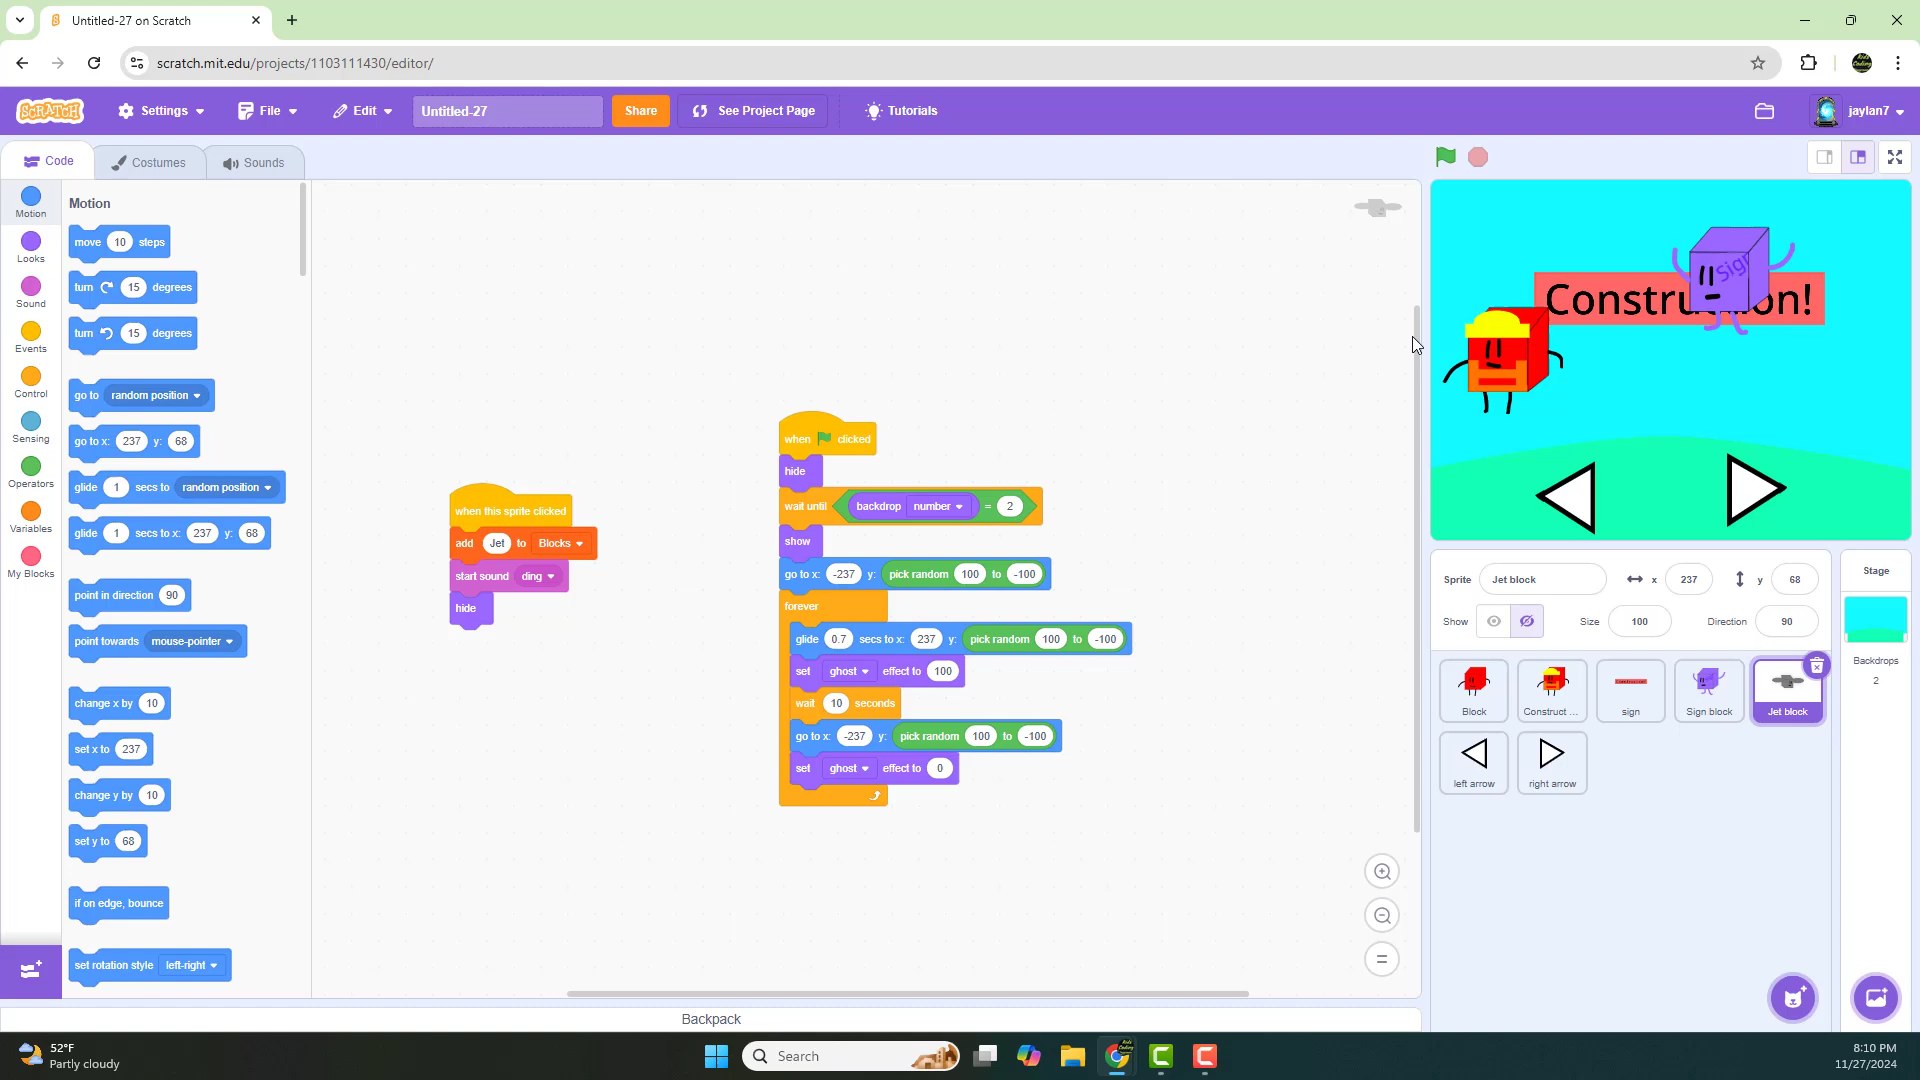 Untitled-27 on Scratch
scratch.mit.edu/projects/1103111430/editor/
SCRATCH
Settings
File
Edit
Untitled-27
Share
See Project Page
Tutorials
jaylan7
Code
Costumes
Sounds
Motion
Looks
Sound
Events
Control
Sensing
Operators
Variables
My Blocks
Motion
move 10 steps
turn 15 degrees
turn 15 degrees
go to random position
go to x: 237 y: 68
glide 1 secs to random position
glide 1 secs to x: 237 y: 68
point in direction 90
point towards mouse-pointer
change x by 10
set x to 237
change y by 10
set y to 68
if on edge, bounce
set rotation style left-right
when this sprite clicked
add Jet to Blocks
start sound ding
hide
when clicked
hide
wait until backdrop number = 2
show
go to x: -237 y: pick random 100 to -100
forever
glide 0.7 secs to x: 237 y: pick random 100 to -100
set ghost effect to 100
wait 10 seconds
go to x: -237 y: pick random 100 to -100
set ghost effect to 0
Sign
Constru on!
Sprite Jet block x 237 y 68
Show Size 100 Direction 90
Block
Construct ...
sign
Sign block
Jet block
left arrow
right arrow
Stage
Backdrops
2
Backpack
52°F
Partly cloudy
Search
8:10 PM
11/27/2024